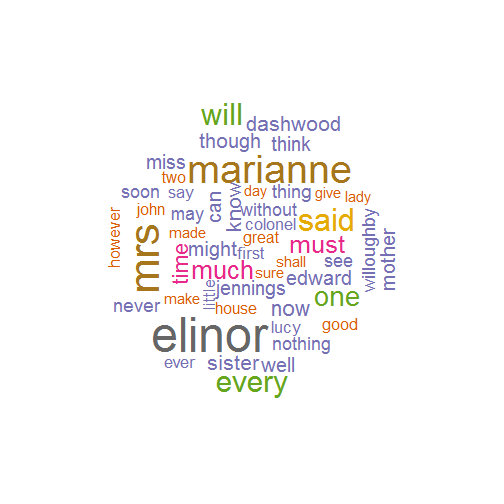 will
dashwood
though
think
miss
marianne
two
soon
say
can
know
day
thing
give
lady
john
may
without
said
willoughby
mother
however
mrs
made
colonel
great
must
time
might
first
much
sure
shall
see
edward
never
make
little
jennings
one
house
now
elinor
lucy
good
nothing
ever
sister
well
every